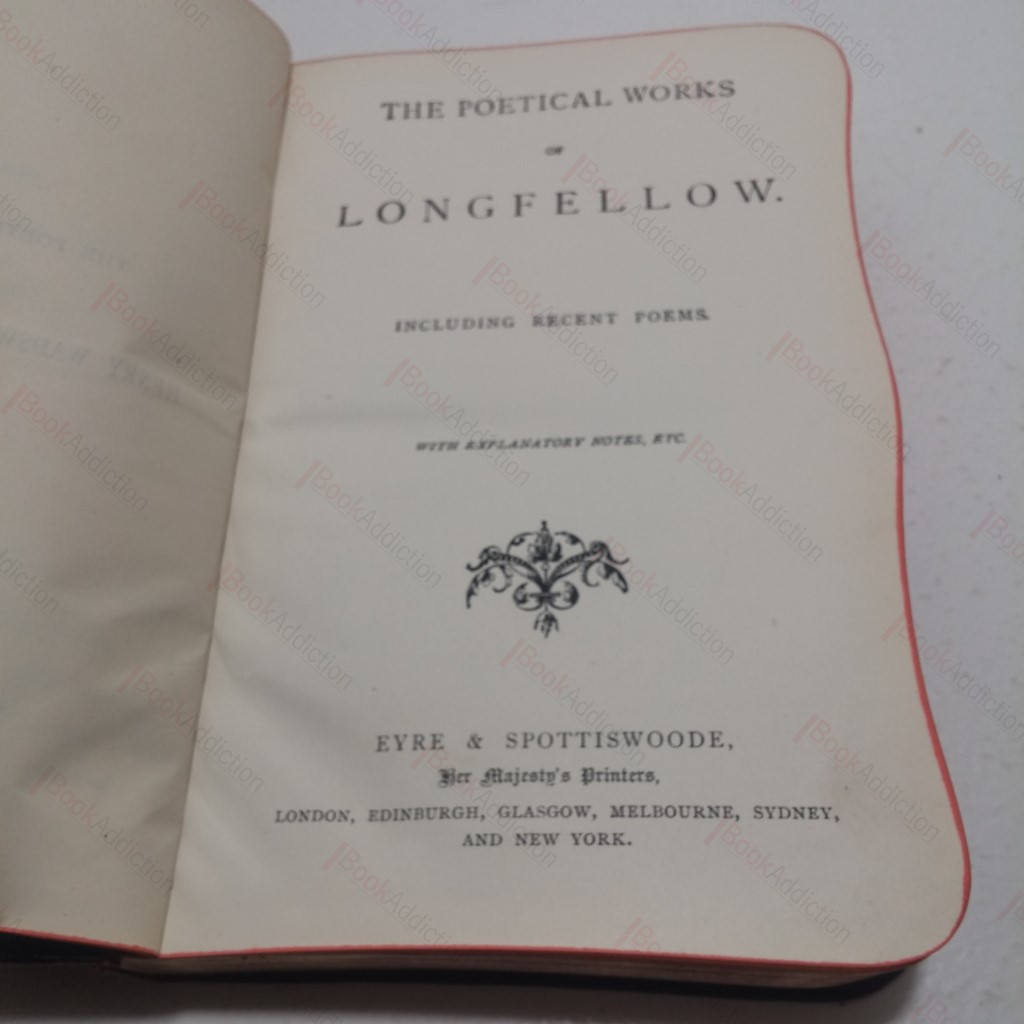 THE POETICAL WORKS
OF
LONGFELLOW.
INCLUDING RECENT POEMS.
WITH EXPLANATORY NOTES, ETC.
EYRE & SPOTTISWOODE,
Her Majesty's Printers,
LONDON, EDINBURGH, GLASGOW, MELBOURNE, SYDNEY,
AND NEW YORK.
BookAddiction